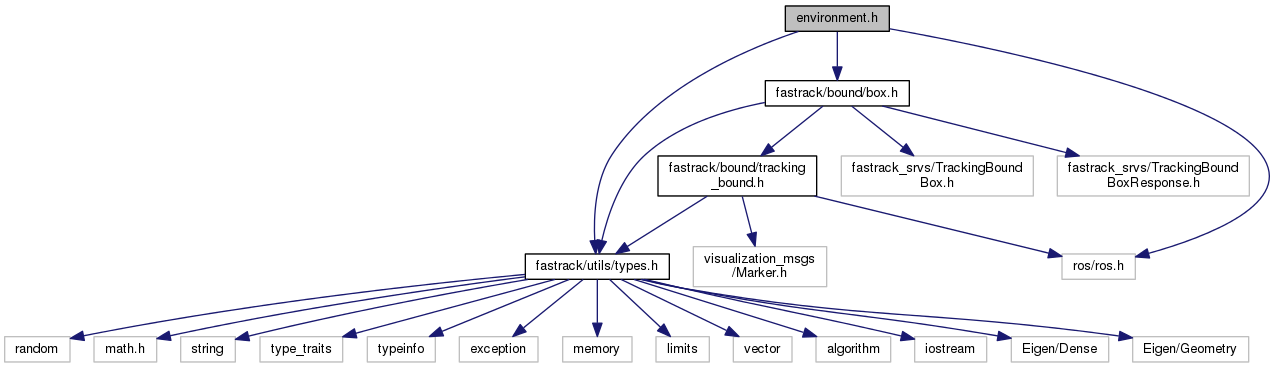 environment.h
fastrack/bound/box.h
fastrack/bound/tracking
_bound.h
fastrack_srvs/TrackingBound
Box.h
fastrack_srvs/TrackingBound
BoxResponse.h
fastrack/utils/types.h
visualization_msgs
/Marker.h
ros/ros.h
random
math.h
string
type_traits
typeinfo
exception
memory
limits
vector
algorithm
iostream
Eigen/Dense
Eigen/Geometry